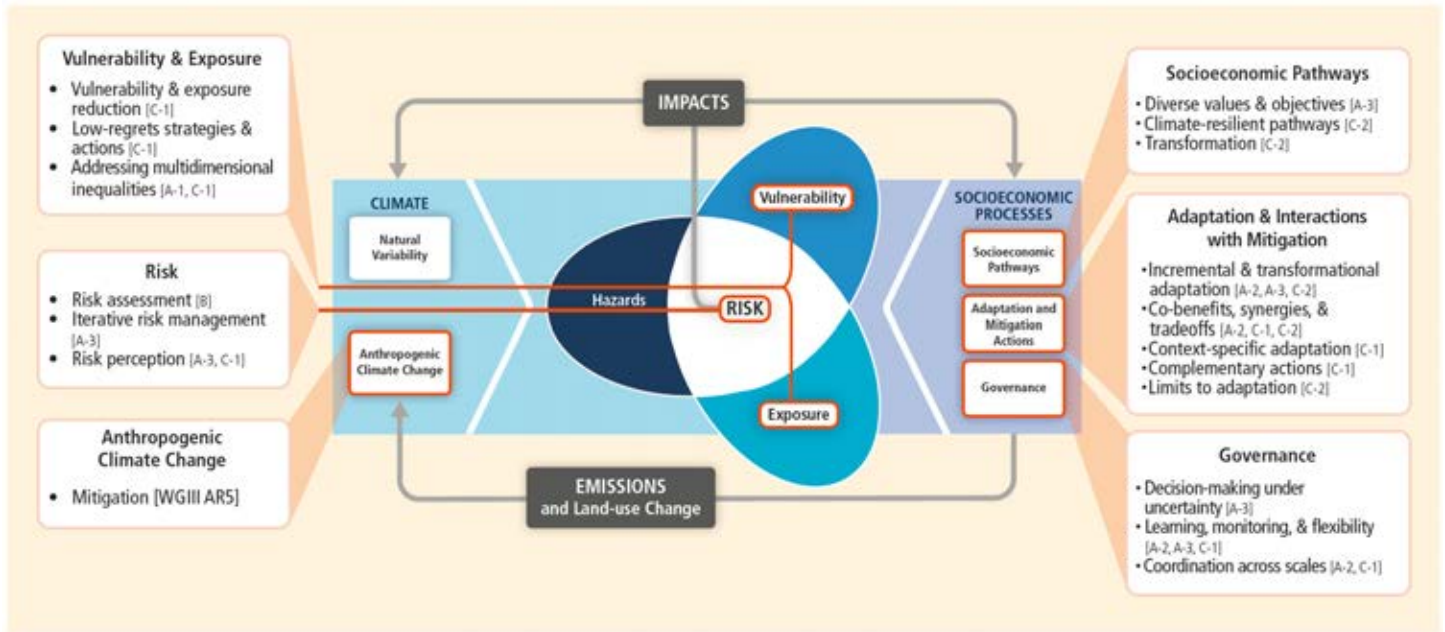 Vulnerability & Exposure
• Vulnerability & exposure
reduction [C-1]
• Low-regrets strategies &
actions [C-1]
• Addressing multidimensional
inequalities [A-1, C-1]
Risk
• Risk assessment [B]
• Iterative risk management
[A-3]
• Risk perception [A-3, C-1]
Anthropogenic
Climate Change
• Mitigation [WGIII AR5]
IMPACTS
CLIMATE
Natural
Variability
Anthropogenic
Climate Change
Vulnerability
Hazards
RISK
Exposure
SOCIOECONOMIC
PROCESSES
Socioeconomic
Pathways
Adaptation and
Mitigation
Actions
Governance
EMISSIONS
and Land-use Change
Socioeconomic Pathways
• Diverse values & objectives [A-3]
• Climate-resilient pathways [C-2]
• Transformation [C-2]
Adaptation & Interactions
with Mitigation
• Incremental & transformational
adaptation [A-2, A-3, C-2]
• Co-benefits, synergies, &
tradeoffs [A-2, C-1, C-2]
• Context-specific adaptation [C-1]
• Complementary actions [C-1]
• Limits to adaptation [C-2]
Governance
• Decision-making under
uncertainty [A-3]
• Learning, monitoring, & flexibility
[A-2, A-3, C-1]
• Coordination across scales [A-2, C-1]